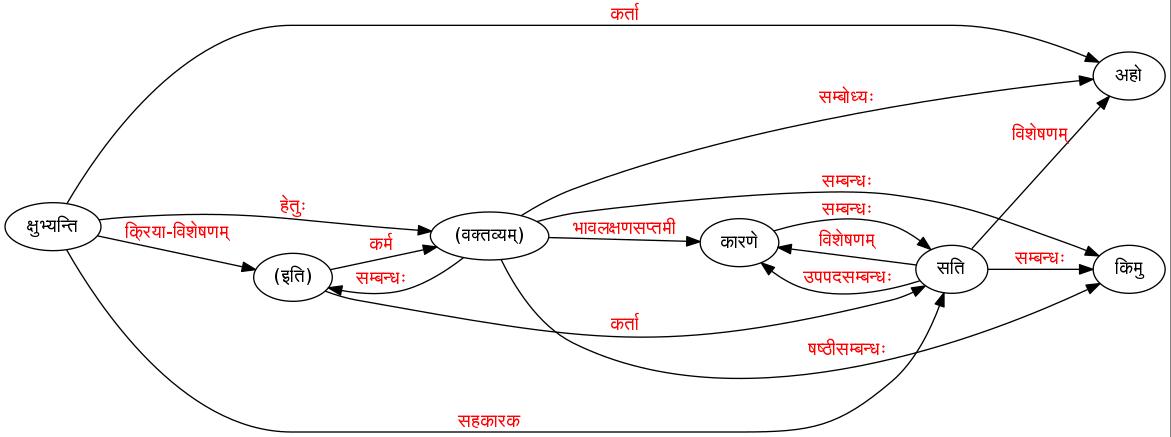 कर्ता
अहो
सम्बोध्यः
विशेषणम्
सम्बन्धः
हेतुः
सम्बन्धः
क्षुभ्यन्ति
क्रिया-विशेषणम्
(वक्तव्यम्)
भावलक्षणसप्तमी
कारणे
विशेषणम्
कर्म
सति
सम्बन्धः
किमु
(इति)
सम्बन्धः
उपपदसम्बन्धः
कर्ता
षष्ठीसम्बन्धः
सहकारक